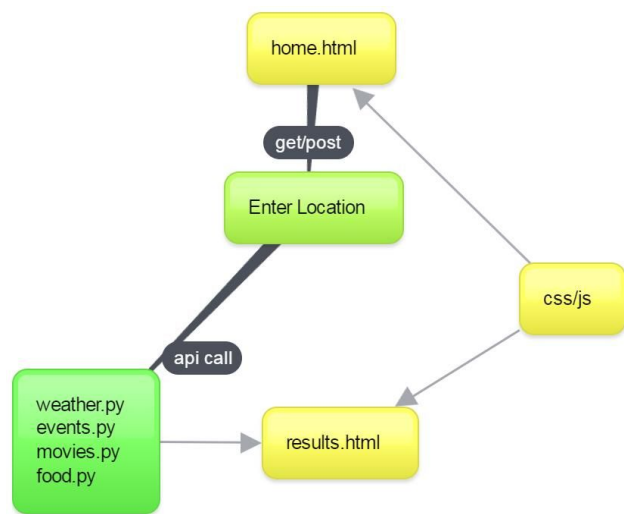 home.html
get/post
Enter Location
css/js
api call
weather.py
events.py
movies.py
food.py
results.html